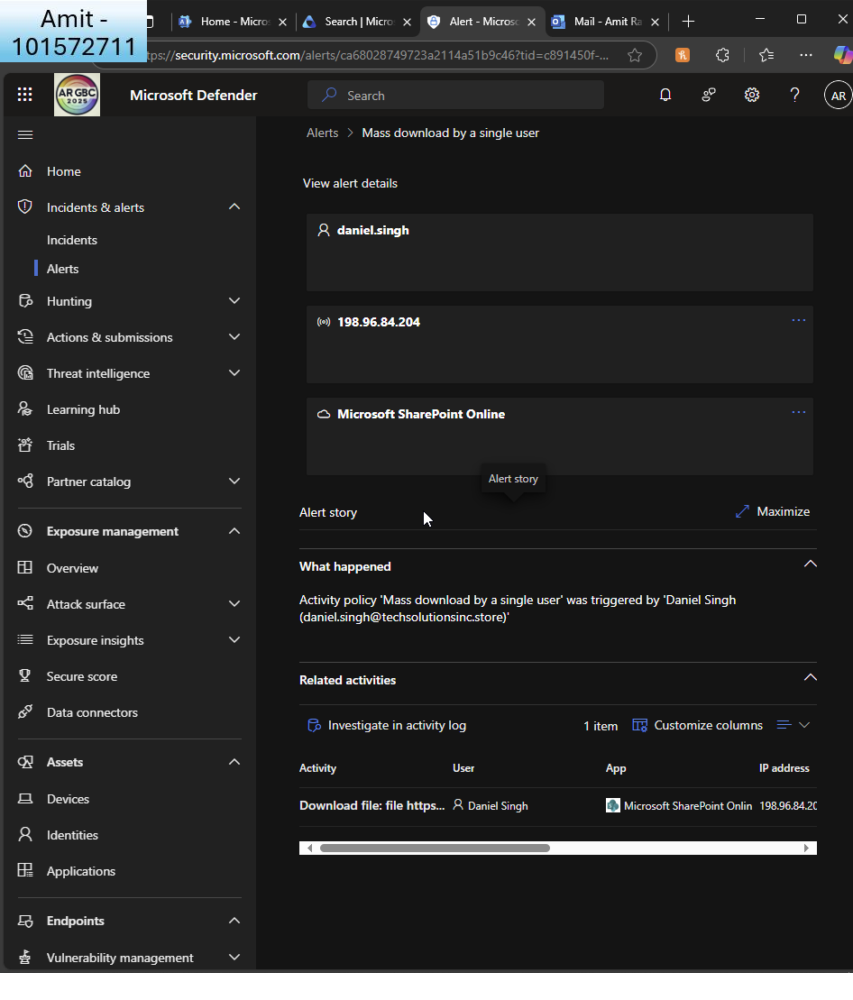 Amit -
101572711
Home - Micros
Search | Micro
Alert - Microsо
Mail - Amit Ra
https://security.microsoft.com/alerts/ca68028749723a2114a51b9c46?tid=c891450f-...
AR GBC
2025
Microsoft Defender
Search
AR
Home
Incidents & alerts
Incidents
Alerts
Hunting
Actions & submissions
Threat intelligence
Learning hub
Trials
Partner catalog
Exposure management
Overview
Attack surface
Exposure insights
Secure score
Data connectors
Assets
Devices
Identities
Applications
Endpoints
Vulnerability management
Alerts > Mass download by a single user
View alert details
daniel.singh
198.96.84.204
Microsoft SharePoint Online
Alert story
Alert story
Maximize
What happened
Activity policy 'Mass download by a single user' was triggered by 'Daniel Singh
(daniel.singh@techsolutionsinc.store)'
Related activities
Investigate in activity log 1 item Customize columns
Activity User App IP address
Download file: file https... Daniel Singh Microsoft SharePoint Onlin 198.96.84.20